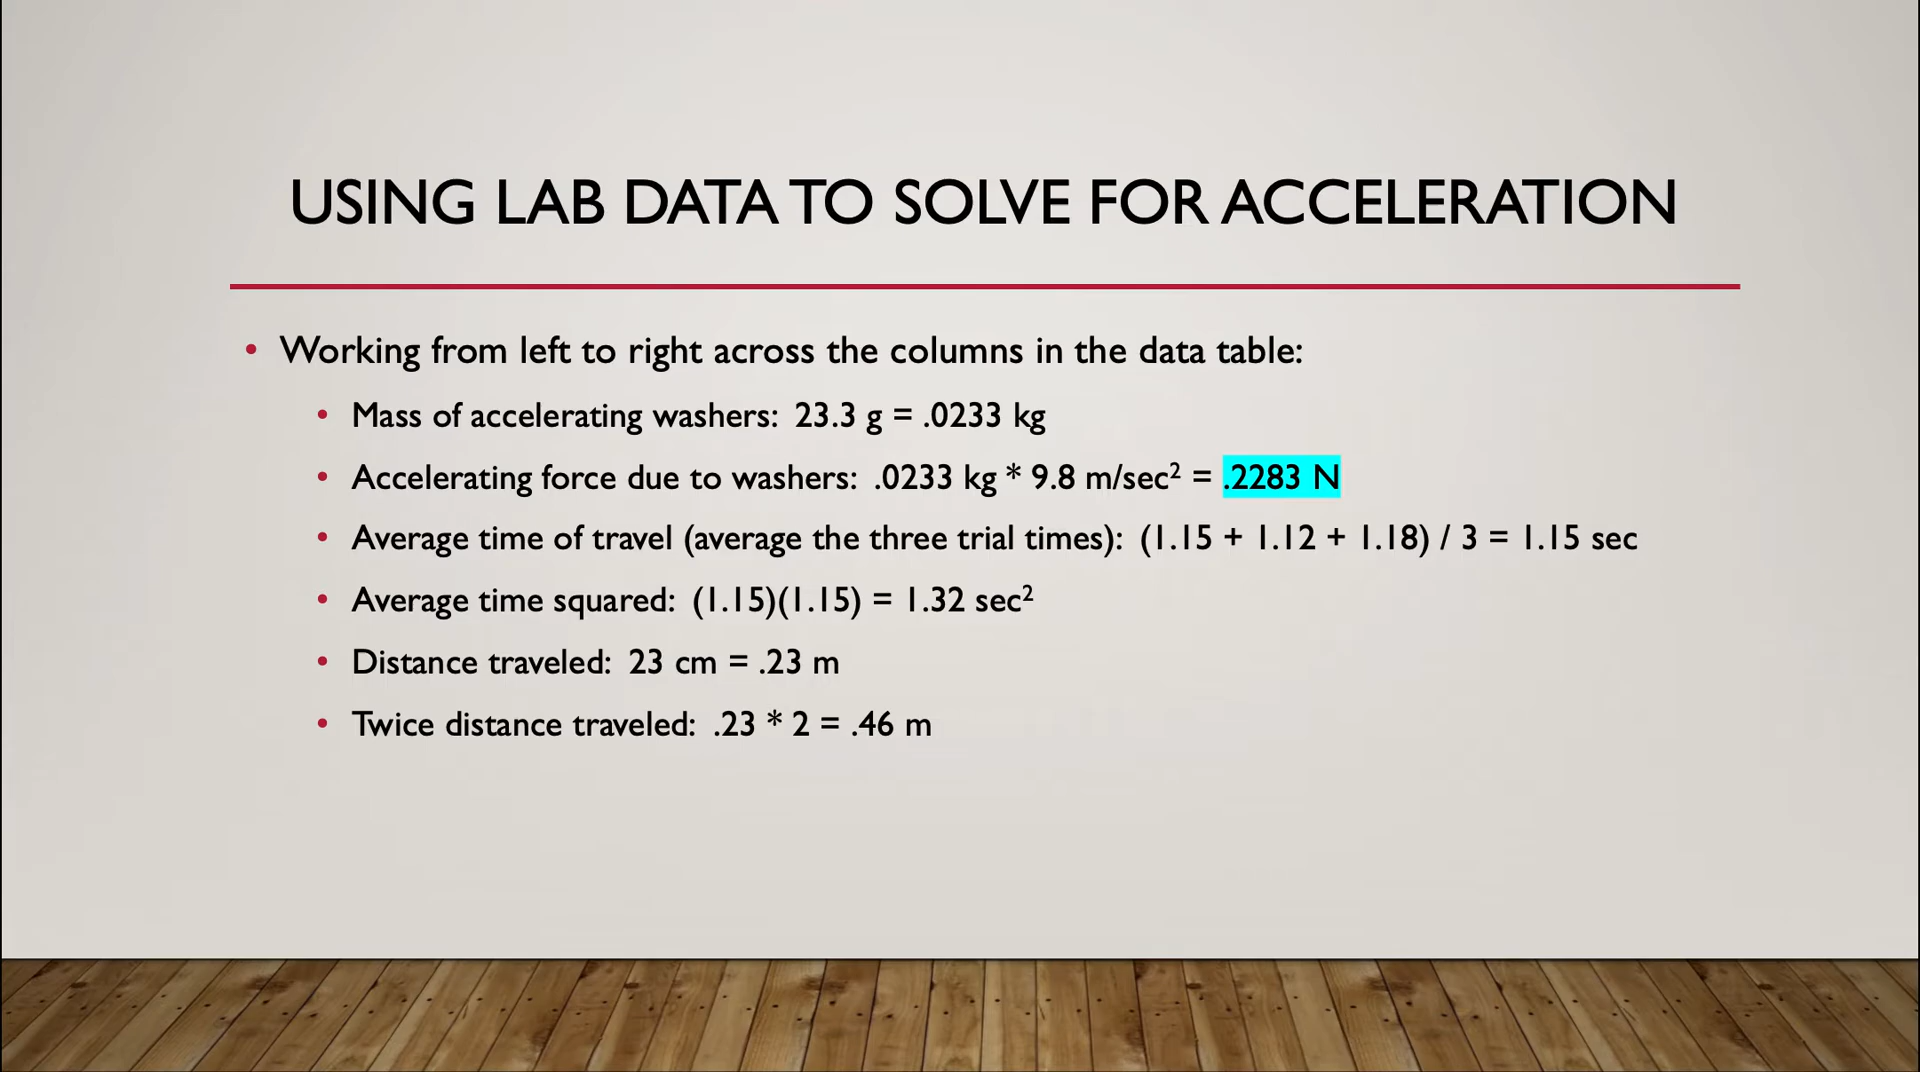 USING LAB DATA TO SOLVE FOR ACCELERATION
• Working from left to right across the columns in the data table:
• Mass of accelerating washers: 23.3 g = .0233 kg
• Accelerating force due to washers: .0233 kg * 9.8 m/sec² = .2283 N
• Average time of travel (average the three trial times): (1.15 + 1.12 + 1.18) / 3 = 1.15 sec
• Average time squared: (1.15)(1.15) = 1.32 sec²
• Distance traveled: 23 cm = .23 m
• Twice distance traveled: .23 * 2 = .46 m